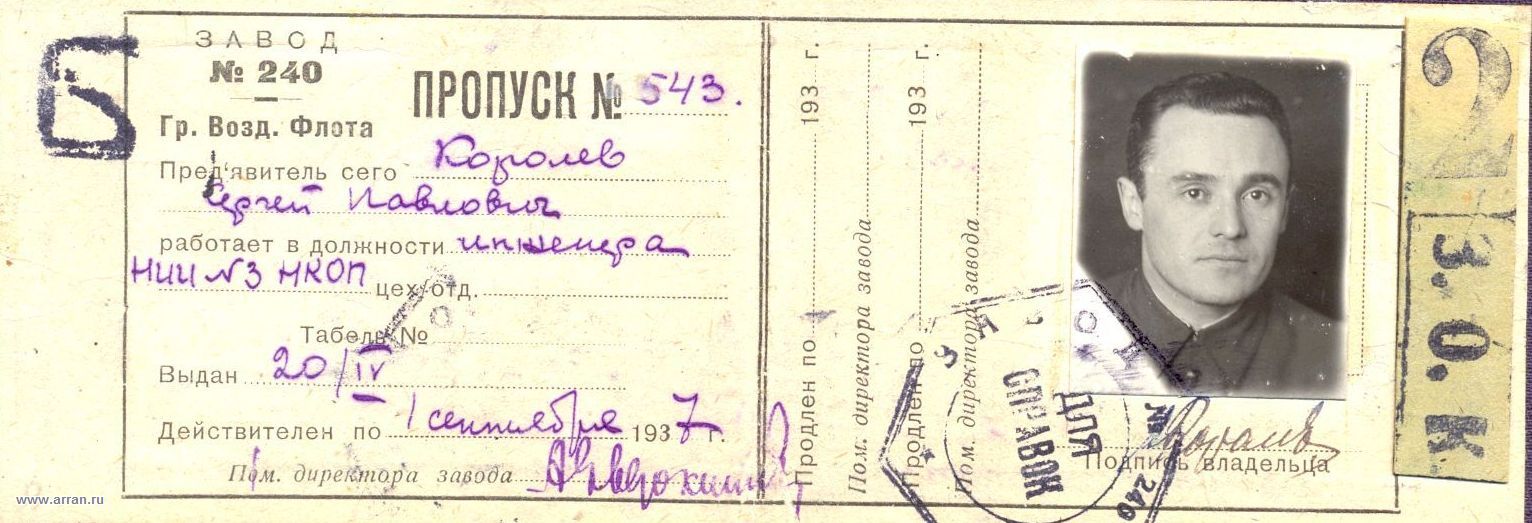 Б
ЗАВОД
№ 240
Гр. Возд. Флота
ПРОПУСК № 543.
Пред'явитель сего Королев
Сергей Павлович
работает в должности инженера
НИИ №3 НКОП цех/отд.
Табель №
Выдан 20/IV
Действителен по 1 сентября 1937 г.
Пом. директора завода
Продлен по 193 г.
Пом. директора завода
Продлен по 193 г.
Пом. директора завода
ДЛЯ
СПРАВОК
№ 240
Подпись владельца
2
З.О.К.
www.arran.ru